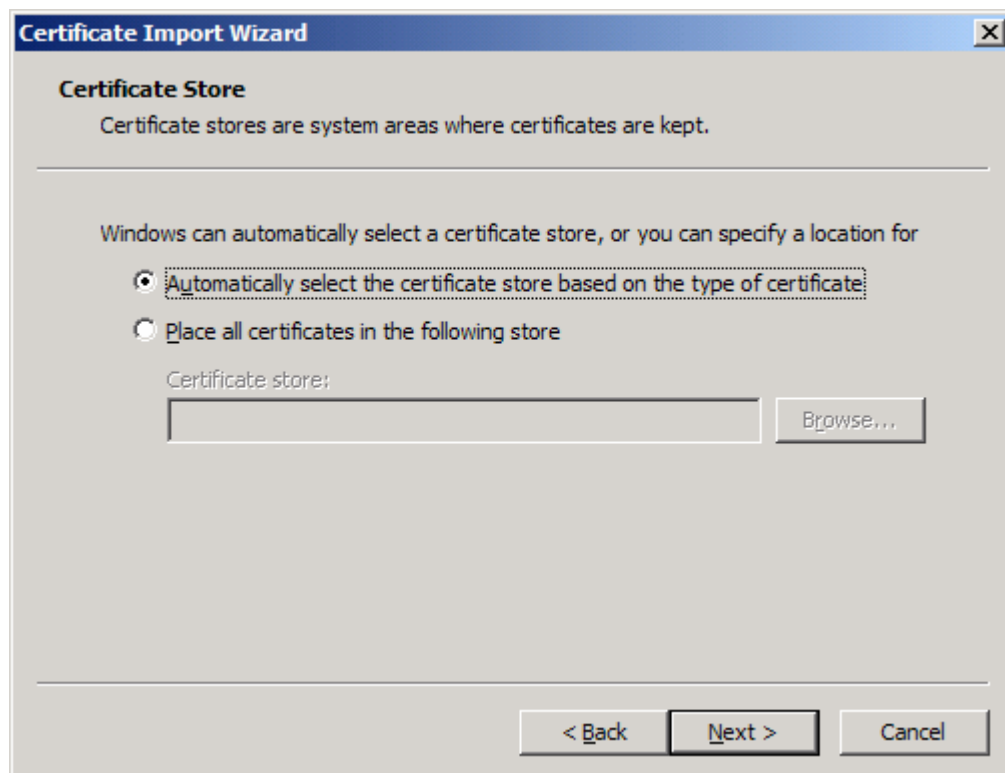 Certificate Import Wizard
Certificate Store
Certificate stores are system areas where certificates are kept.
Windows can automatically select a certificate store, or you can specify a location for
Automatically select the certificate store based on the type of certificate
Place all certificates in the following store
Certificate store:
Browse...
< Back
Next >
Cancel